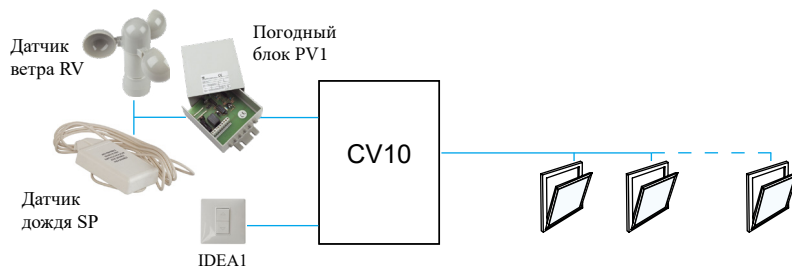 Датчик
ветра RV
Погодный
блок PV1
CV10
Датчик
дождя SP
IDEA1